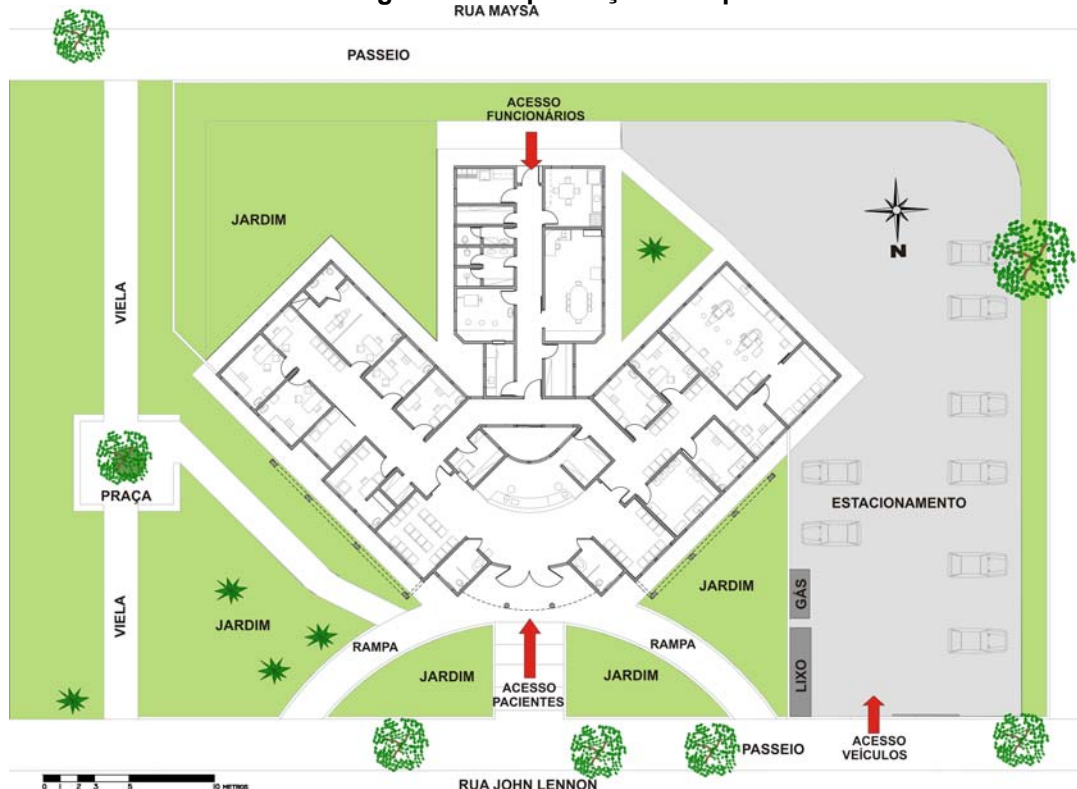 RUA MAYSA
PASSEIO
ACESSO
FUNCIONÁRIOS
JARDIM
VIELA
N
PRAÇA
ESTACIONAMENTO
GÁS
JARDIM
VIELA
JARDIM
RAMPA
RAMPA
LIXO
JARDIM
JARDIM
ACESSO
PACIENTES
PASSEIO
ACESSO
VEÍCULOS
0 1 2 3 5 10 METROS
RUA JOHN LENNON